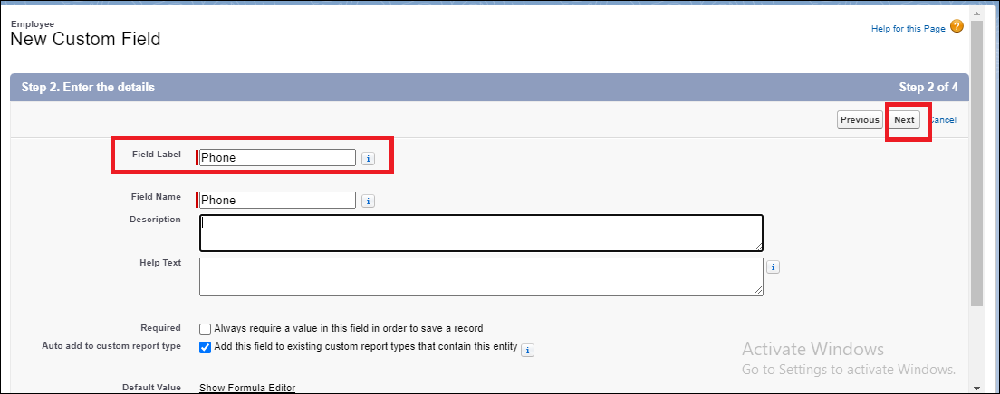 Employee
New Custom Field
Help for this Page
Step 2. Enter the details Step 2 of 4
Previous Next Cancel
Field Label Phone
Field Name Phone
Description
Help Text
Required Always require a value in this field in order to save a record
Auto add to custom report type Add this field to existing custom report types that contain this entity
Activate Windows
Go to Settings to activate Windows.
Default Value Show Formula Editor